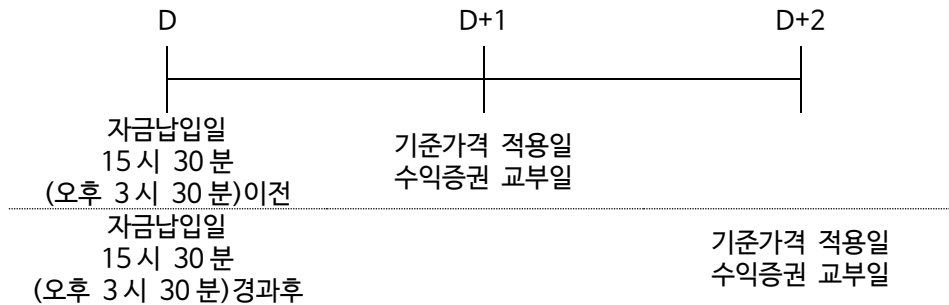 D D+1 D+2
자금납입일
15시 30분
(오후 3시 30분)이전
기준가격 적용일
수익증권 교부일
자금납입일
15시 30분
(오후 3시 30분)경과후
기준가격 적용일
수익증권 교부일